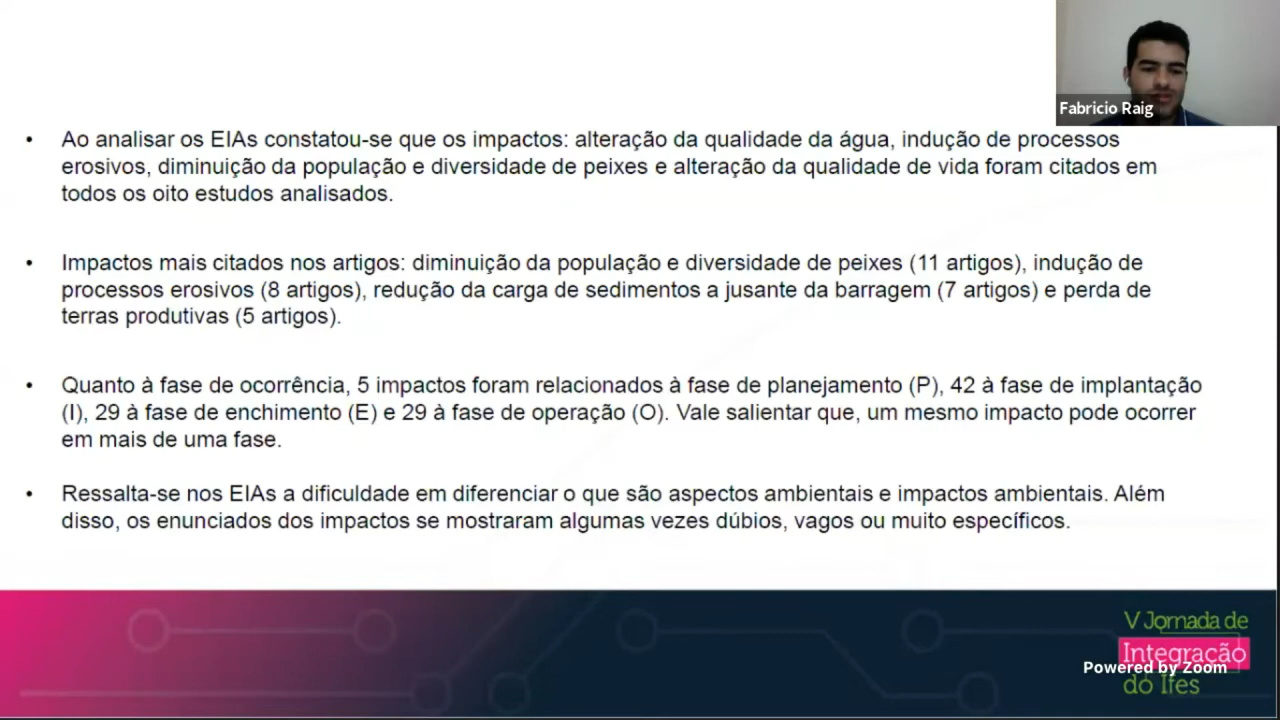 Fabricio Raig
• Ao analisar os EIAs constatou-se que os impactos: alteração da qualidade da água, indução de processos
erosivos, diminuição da população e diversidade de peixes e alteração da qualidade de vida foram citados em
todos os oito estudos analisados.
• Impactos mais citados nos artigos: diminuição da população e diversidade de peixes (11 artigos), indução de
processos erosivos (8 artigos), redução da carga de sedimentos a jusante da barragem (7 artigos) e perda de
terras produtivas (5 artigos).
• Quanto à fase de ocorrência, 5 impactos foram relacionados à fase de planejamento (P), 42 à fase de implantação
(I), 29 à fase de enchimento (E) e 29 à fase de operação (O). Vale salientar que, um mesmo impacto pode ocorrer
em mais de uma fase.
• Ressalta-se nos EIAs a dificuldade em diferenciar o que são aspectos ambientais e impactos ambientais. Além
disso, os enunciados dos impactos se mostraram algumas vezes dúbios, vagos ou muito específicos.
V Jornada de
Integração
Powered by Zoom
do Ifes